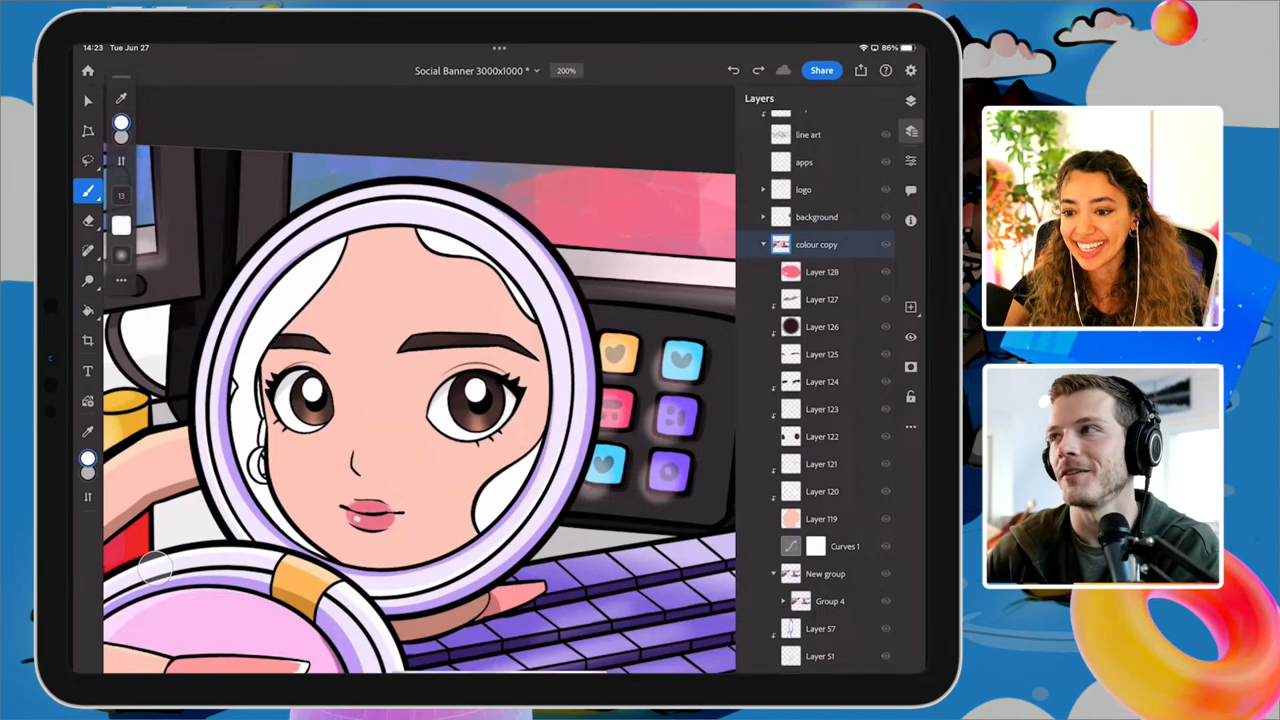 14:23 Tue Jun 27
86%
Social Banner 3000x1000 *
200%
Share
Layers
line art
apps
logo
background
colour copy
Layer 128
Layer 127
Layer 126
Layer 125
Layer 124
Layer 123
Layer 122
Layer 121
Layer 120
Layer 119
Curves 1
New group
Group 4
Layer 57
Layer 51
13